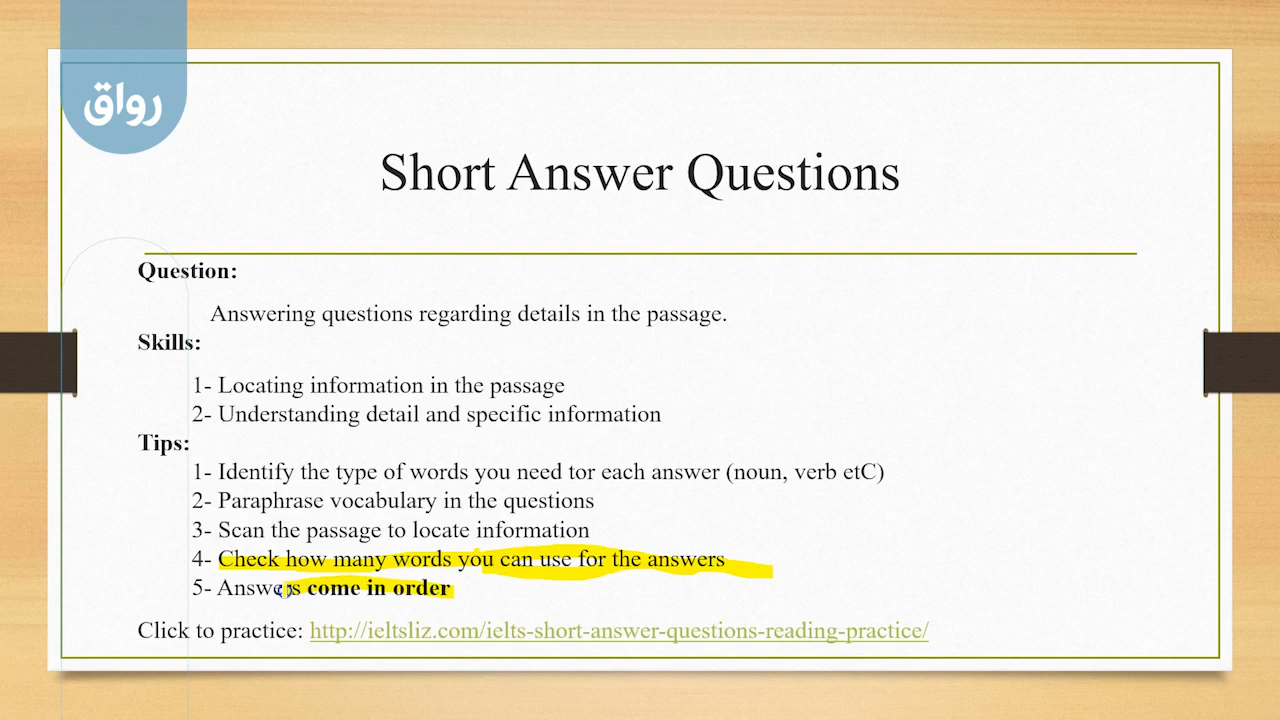 رواق
Short Answer Questions
Question:
Answering questions regarding details in the passage.
Skills:
1- Locating information in the passage
2- Understanding detail and specific information
Tips:
1- Identify the type of words you need tor each answer (noun, verb etC)
2- Paraphrase vocabulary in the questions
3- Scan the passage to locate information
4- Check how many words you can use for the answers
5- Answers come in order
Click to practice: http://ieltsliz.com/ielts-short-answer-questions-reading-practice/